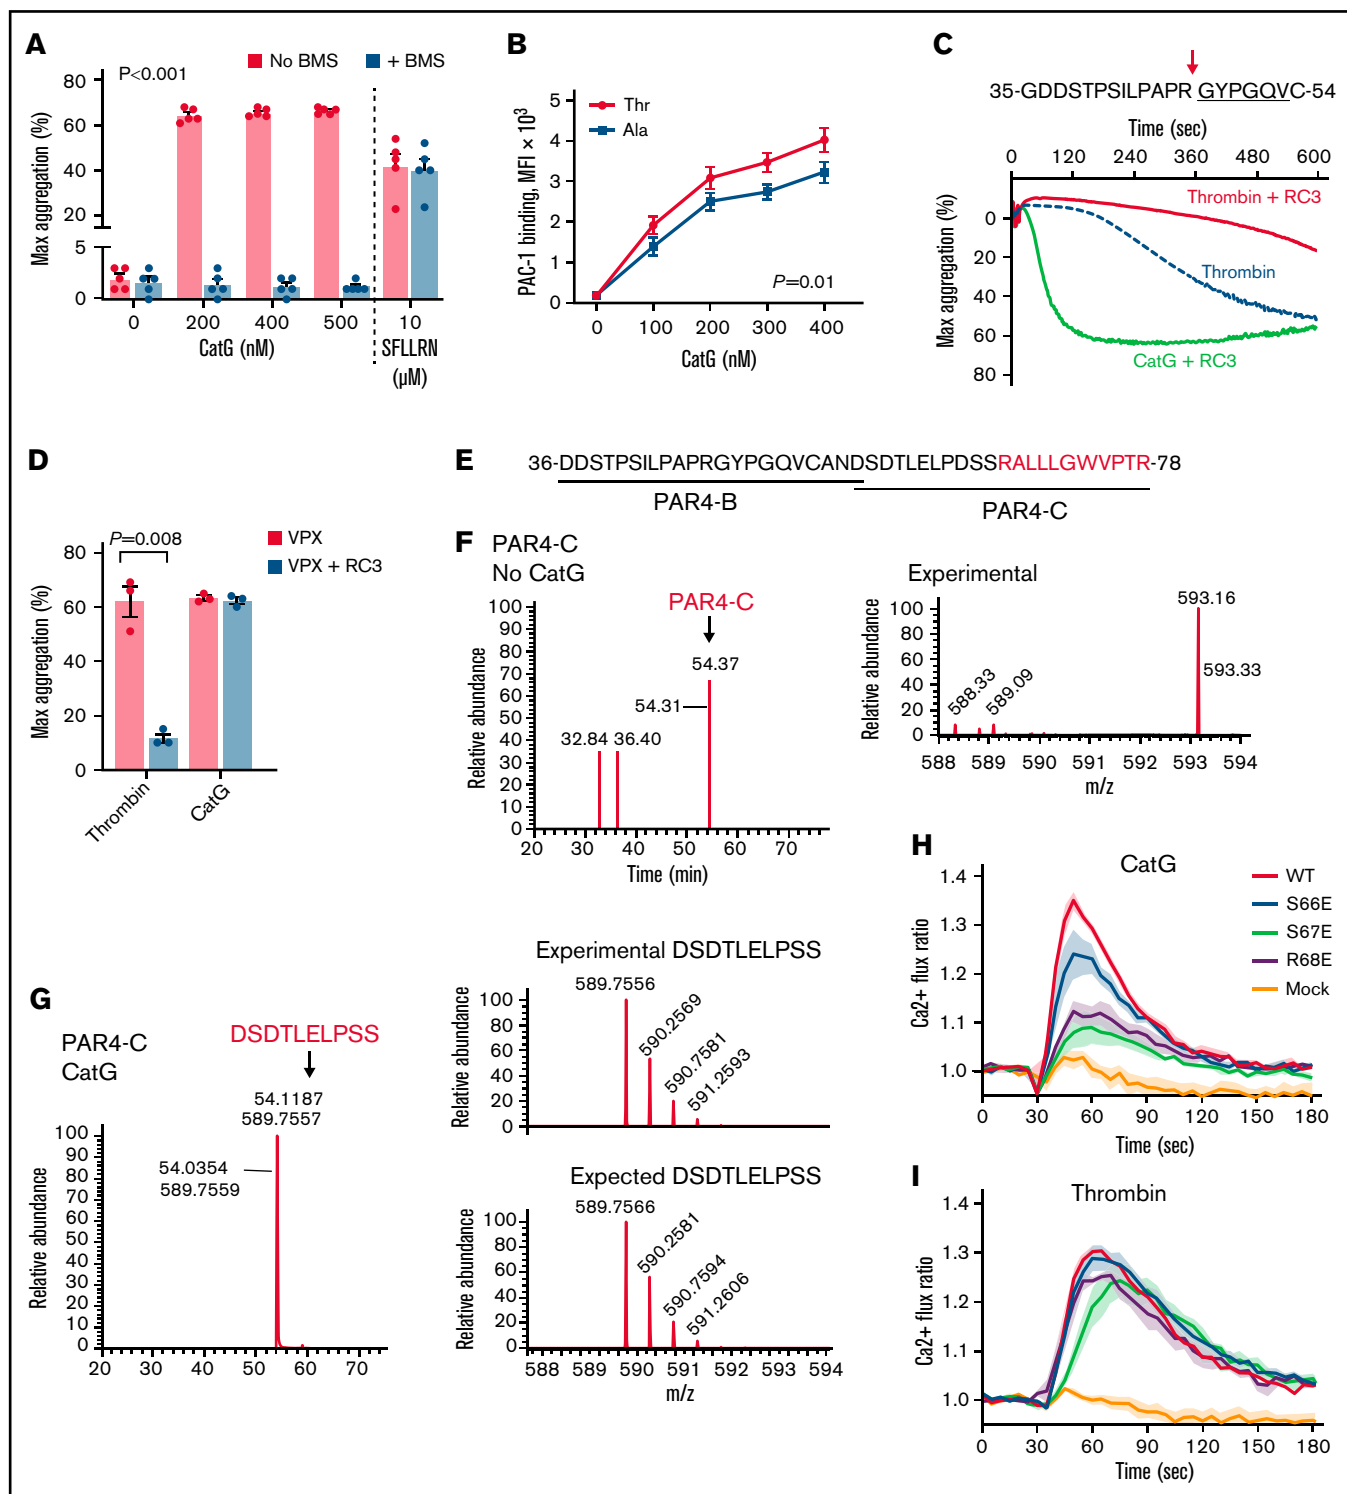 A
No BMS
+ BMS
P<0.001
Max aggregation (%)
80
60
40
20
5
0
0
200
400
500
10
CatG (nM)
SFLLRN
(µM)
B
Thr
Ala
PAC-1 binding, MFI × 10³
5
4
3
2
1
0
P=0.01
0
100
200
300
400
CatG (nM)
C
35-GDDSTPSILPAPR GYPGQVC-54
Time (sec)
0
120
240
360
480
600
Max aggregation (%)
0
20
40
60
80
Thrombin + RC3
Thrombin
CatG + RC3
D
P=0.008
VPX
VPX + RC3
Max aggregation (%)
80
60
40
20
0
Thrombin
CatG
E
36-DDSTPSILPAPRGYPGQVCANDSDTLELPDSSRALLLGWVPTR-78
PAR4-B
PAR4-C
F
PAR4-C
No CatG
PAR4-C
Relative abundance
100
90
80
70
60
50
40
30
20
10
0
54.37
54.31
32.84
36.40
20
30
40
50
60
70
Time (min)
Experimental
Relative abundance
100
80
60
40
20
0
593.16
593.33
588.33
589.09
588
589
590
591
592
593
594
m/z
G
PAR4-C
CatG
DSDTLELPSS
54.1187
589.7557
54.0354
589.7559
Relative abundance
100
90
80
70
60
50
40
30
20
10
0
20
30
40
50
60
70
Experimental DSDTLELPSS
589.7556
590.2569
590.7581
591.2593
Relative abundance
100
80
60
40
20
0
Expected DSDTLELPSS
589.7566
590.2581
590.7594
591.2606
Relative abundance
100
80
60
40
20
0
588
589
590
591
592
593
594
m/z
H
CatG
WT
S66E
S67E
R68E
Mock
Ca2+ flux ratio
1.4
1.3
1.2
1.1
1.0
0
30
60
90
120
150
180
Time (sec)
I
Thrombin
Ca2+ flux ratio
1.4
1.3
1.2
1.1
1.0
0
30
60
90
120
150
180
Time (sec)